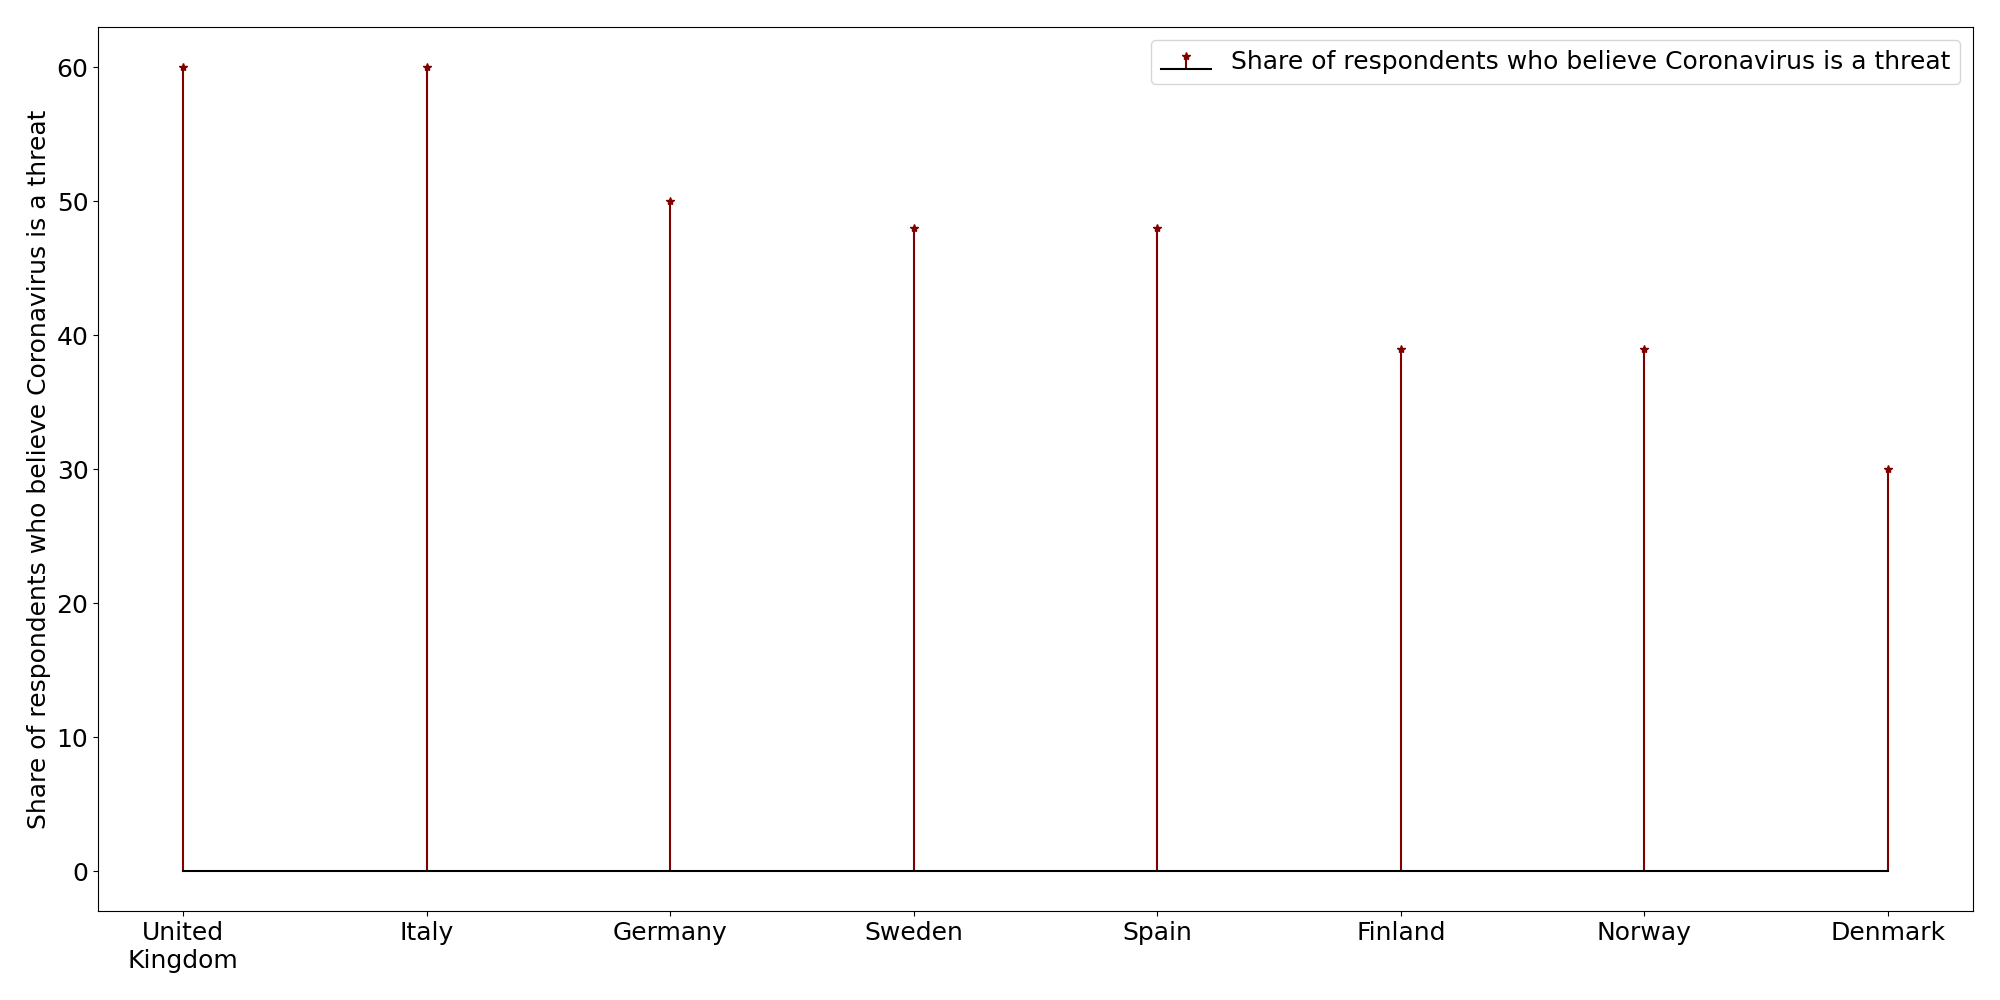 Share of respondents who believe Coronavirus is a threat
Share of respondents who believe Coronavirus is a threat
60
50
40
30
20
10
0
United
Kingdom
Italy
Germany
Sweden
Spain
Finland
Norway
Denmark